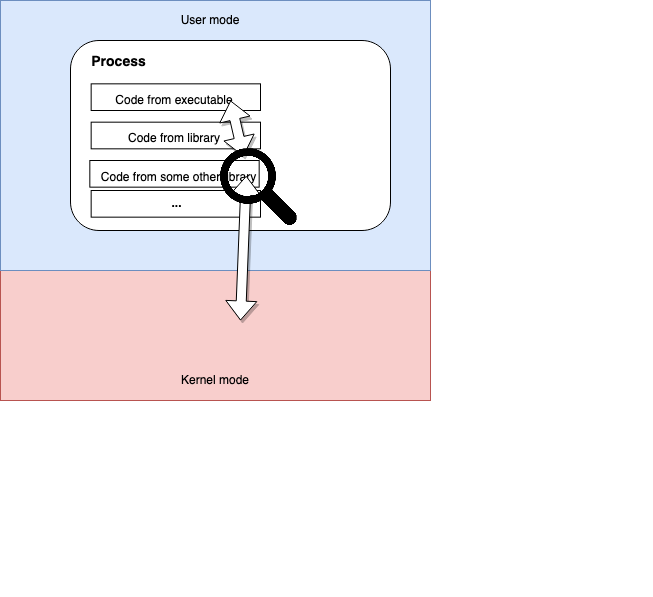 User mode
Process
Code from executable
Code from library
Code from some other library
...
Kernel mode